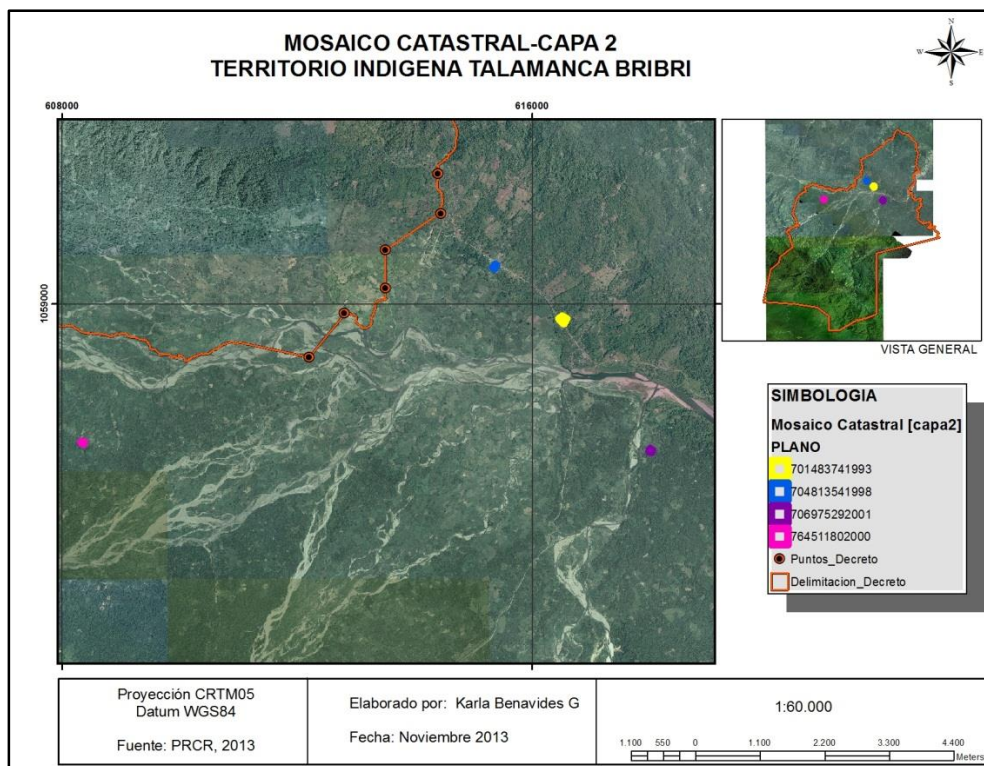 MOSAICO CATASTRAL-CAPA 2
TERRITORIO INDIGENA TALAMANCA BRIBRI
N
W E
S
608000 616000
1059000
VISTA GENERAL
SIMBOLOGIA
Mosaico Catastral [capa2]
PLANO
701483741993
704813541998
706975292001
764511802000
Puntos_Decreto
Delimitacion_Decreto
Proyección CRTM05
Datum WGS84
Fuente: PRCR, 2013
Elaborado por: Karla Benavides G
Fecha: Noviembre 2013
1:60.000
1.100 550 0 1.100 2.200 3.300 4.400
Meters